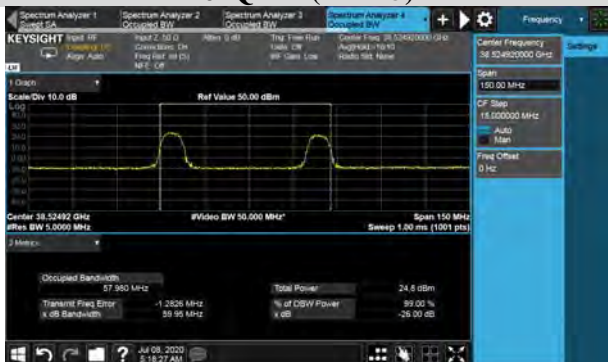 Spectrum Analyzer 1
Swept SA
Spectrum Analyzer 2
Occupied BW
Spectrum Analyzer 3
Occupied BW
Spectrum Analyzer 4
Occupied BW
Frequency
KEYSIGHT
Input: RF
Align: Auto
Input Z: 50 Ω
Corrections: On
Freq Ref: Int (S)
NFE: Off
Atten: 0 dB
Trig: Free Run
Gate: Off
#IF Gain: Low
Center Freq: 38.524920000 GHz
Avg|Hold:>10/10
Radio Std: None
Center Frequency
38.524920000 GHz
Settings
Span
150.00 MHz
CF Step
15.000000 MHz
Auto
Man
Freq Offset
0 Hz
1 Graph
Scale/Div 10.0 dB
Ref Value 50.00 dBm
Log
Center 38.52492 GHz
#Video BW 50.000 MHz*
Span 150 MHz
#Res BW 5.0000 MHz
Sweep 1.00 ms (1001 pts)
2 Metrics
Occupied Bandwidth
57.980 MHz
Total Power
24.6 dBm
Transmit Freq Error
-1.2826 MHz
% of OBW Power
99.00 %
x dB Bandwidth
59.95 MHz
x dB
-26.00 dB
?
Jul 08, 2020
5:18:27 AM